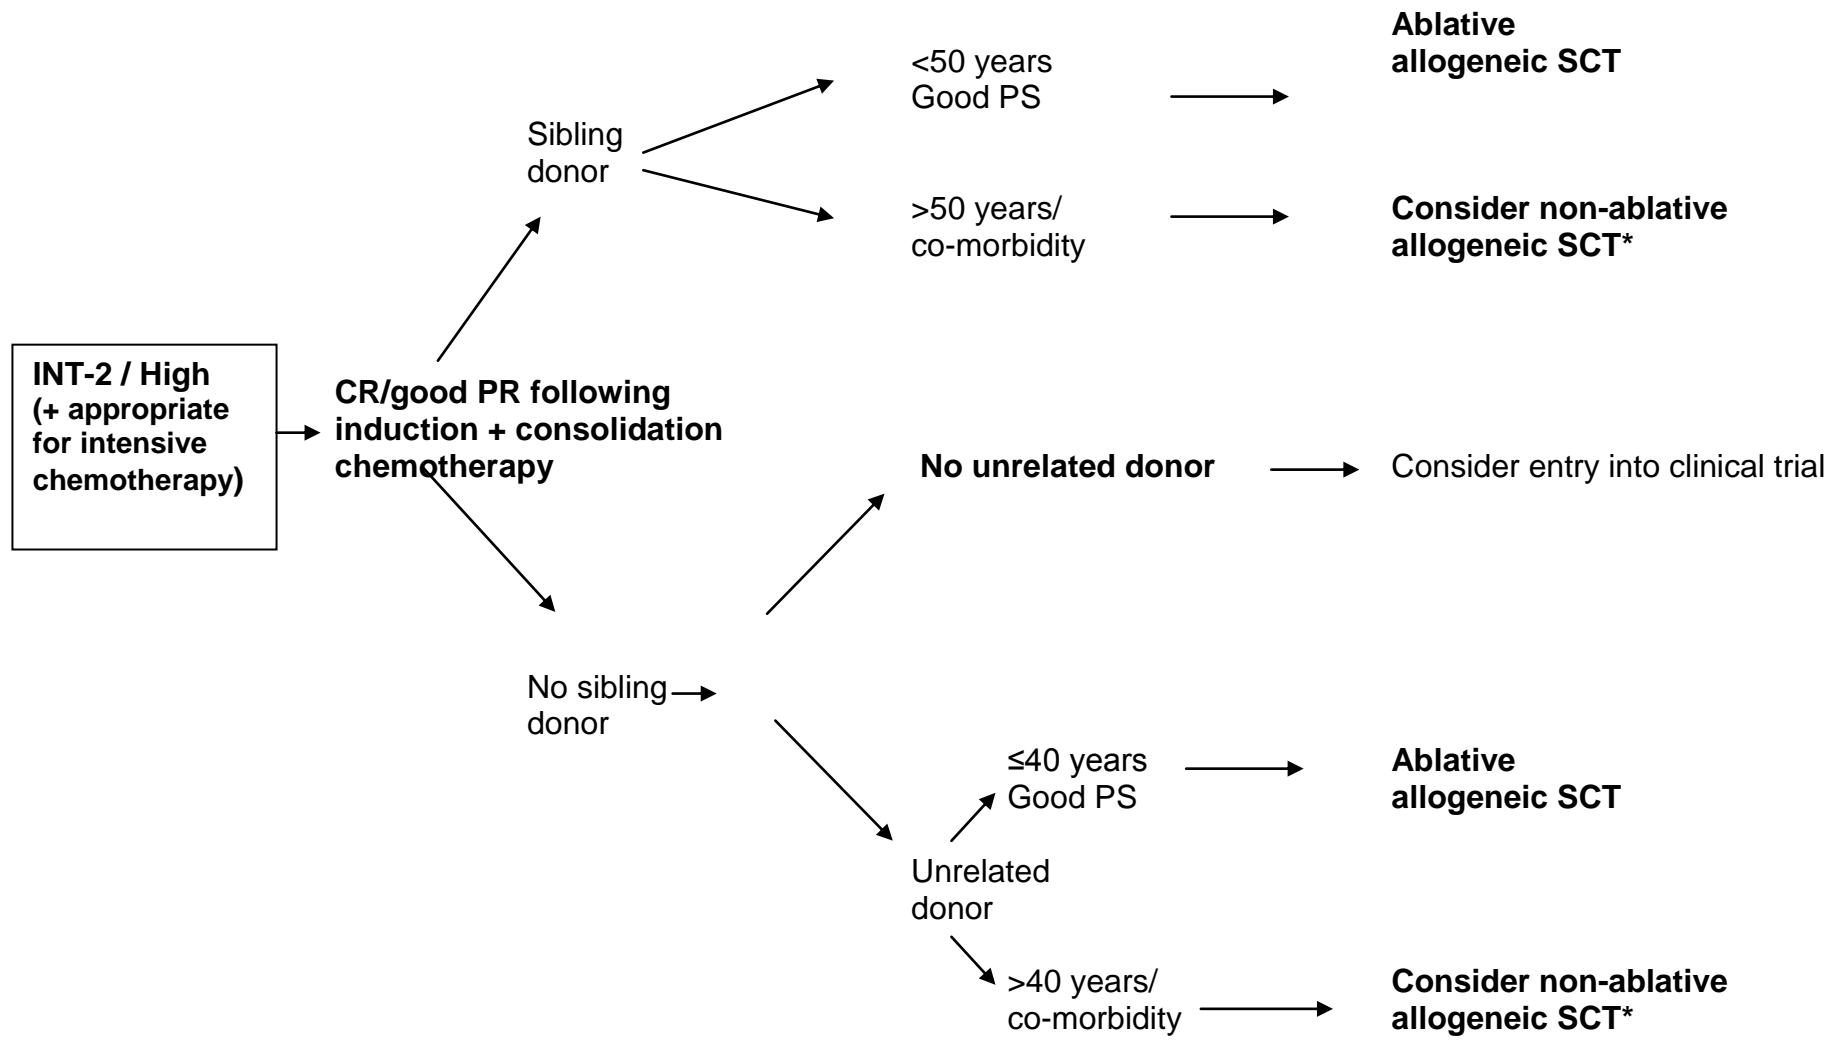 INT-2 / High
(+ appropriate
for intensive
chemotherapy)
CR/good PR following
induction + consolidation
chemotherapy
Sibling
donor
<50 years
Good PS
Ablative
allogeneic SCT
>50 years/
co-morbidity
Consider non-ablative
allogeneic SCT*
No sibling
donor
No unrelated donor
Consider entry into clinical trial
Unrelated
donor
≤40 years
Good PS
Ablative
allogeneic SCT
>40 years/
co-morbidity
Consider non-ablative
allogeneic SCT*